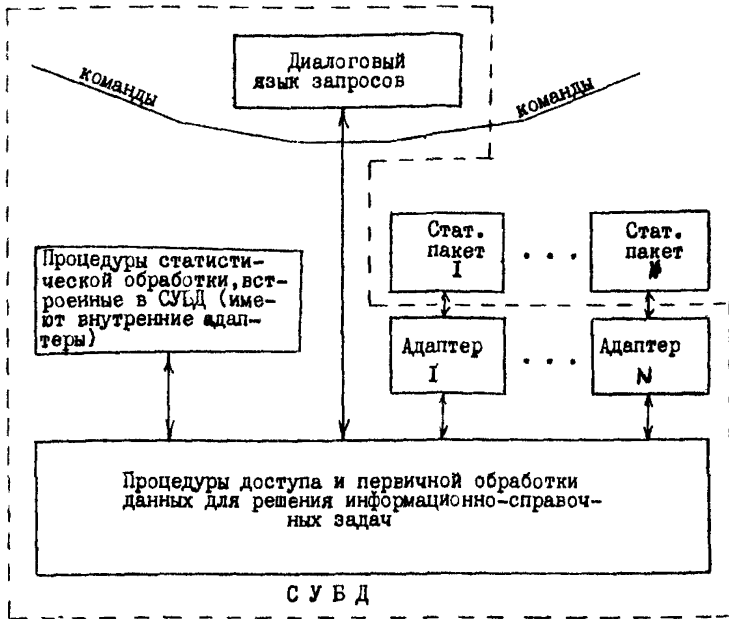 Диалоговый
язык запросов
команды
команды
Процедуры статисти-
ческой обработки, вст-
роенные в СУБД (име-
ют внутренние адап-
теры)
Стат.
пакет
I
. . .
Стат.
пакет
N
Адаптер
I
. . .
Адаптер
N
Процедуры доступа и первичной обработки
данных для решения информационно-справоч-
ных задач
С У Б Д